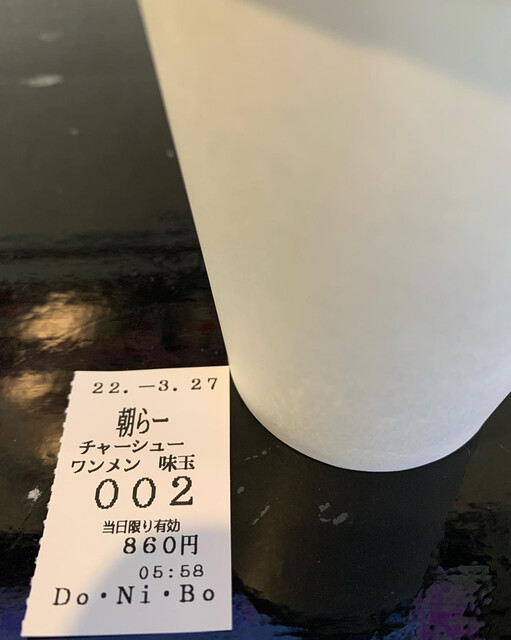 22.-3.27
朝らー
チャーシュー
ワンメン 味玉
002
当日限り有効
860円
05:58
Do・Ni・Bo